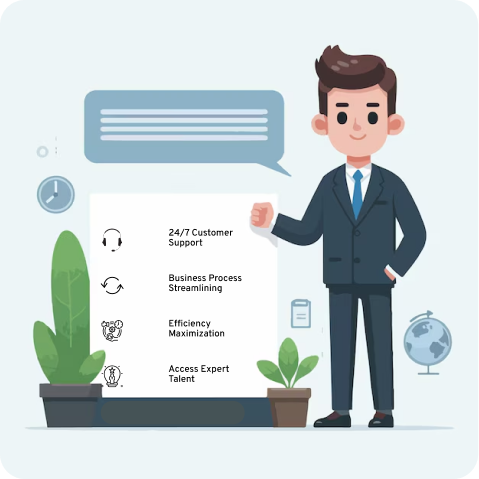 24/7 Customer
Support
Business Process
Streamlining
Efficiency
Maximization
Access Expert
Talent